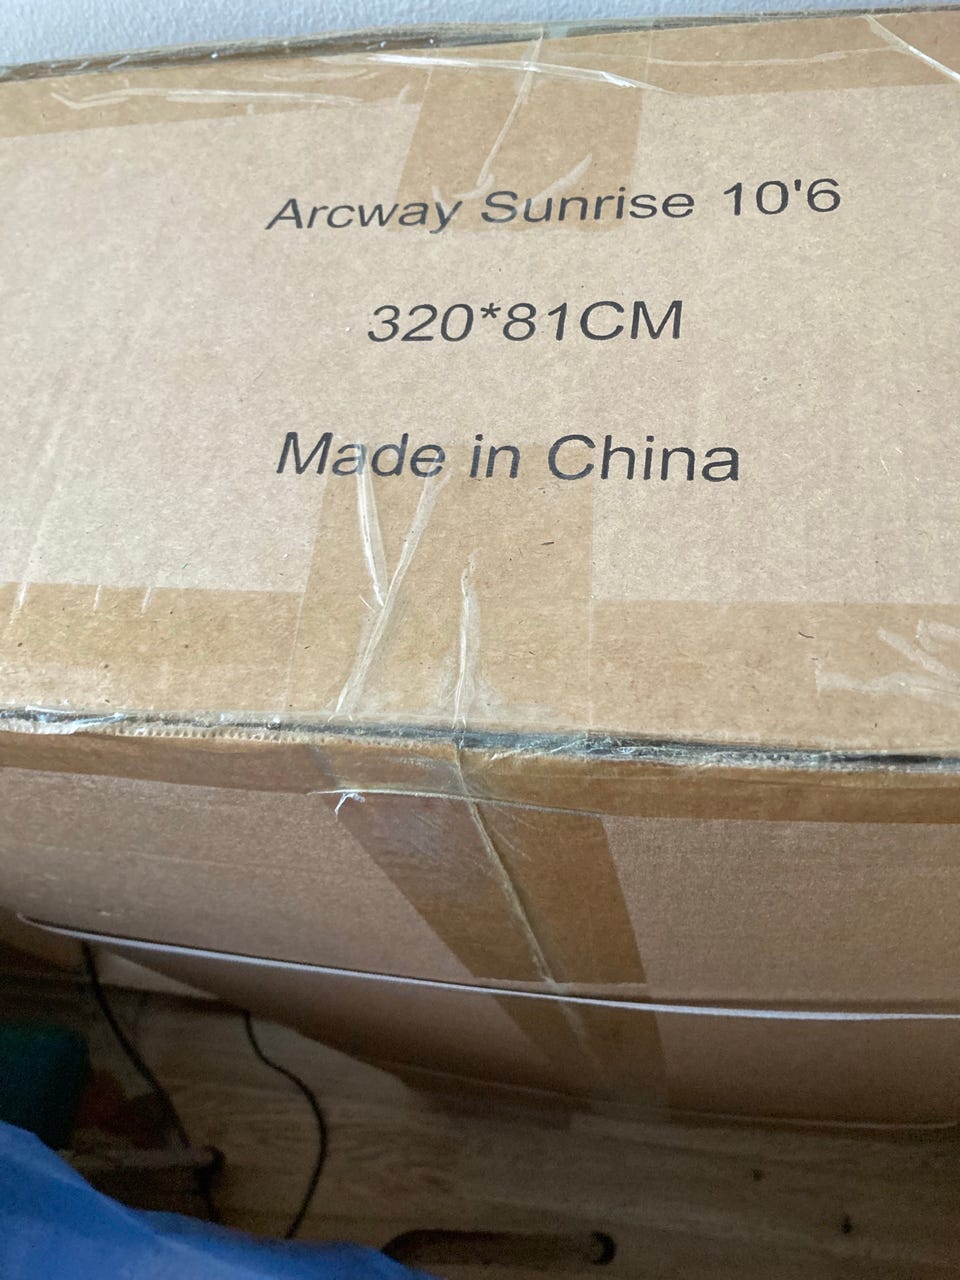 Arcway Sunrise 10'6
320*81CM
Made in China